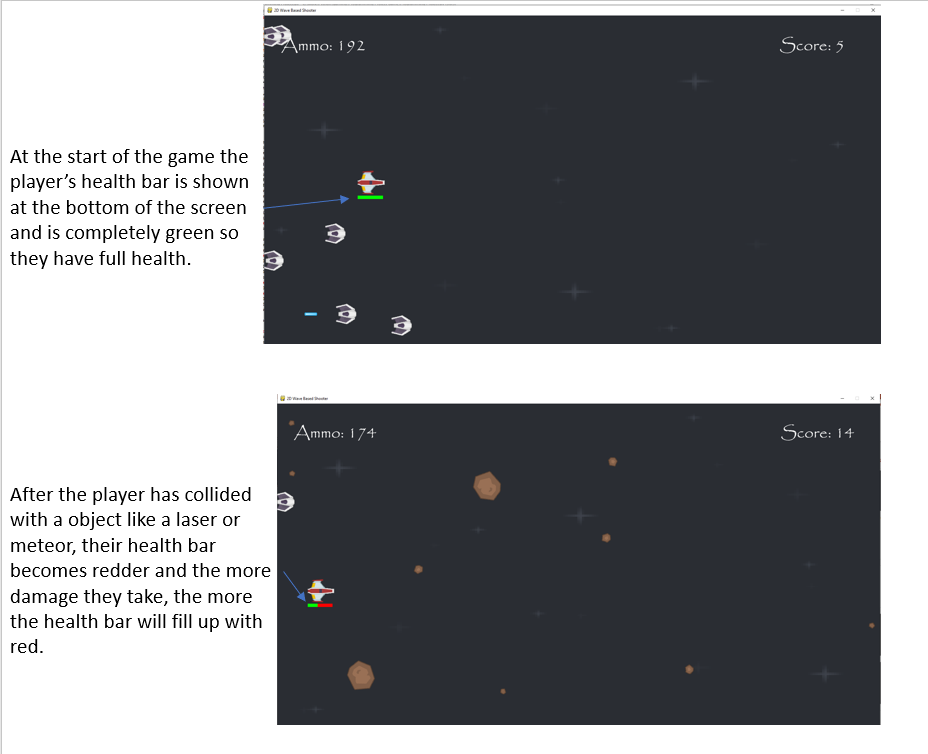 2D Wave Based Shooter
Ammo: 192
Score: 5
At the start of the game the
player’s health bar is shown
at the bottom of the screen
and is completely green so
they have full health.
2D Wave Based Shooter
Ammo: 174
Score: 14
After the player has collided
with a object like a laser or
meteor, their health bar
becomes redder and the more
damage they take, the more
the health bar will fill up with
red.